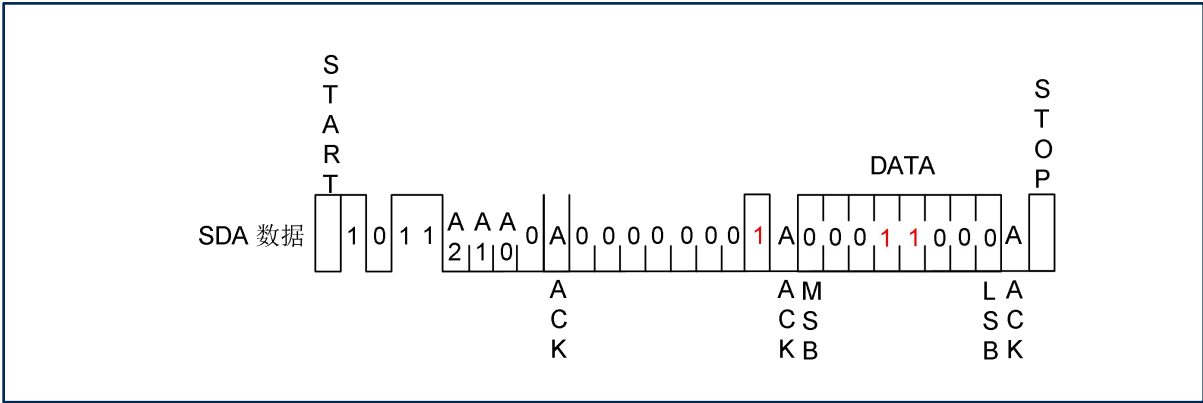 START
STOP
DATA
SDA 数据 1 0 1 1 A2 A1 A0 0 A 0 0 0 0 0 0 0 1 A 0 0 0 1 1 0 0 0 A
ACK
ACK
MSB
LSB
ACK